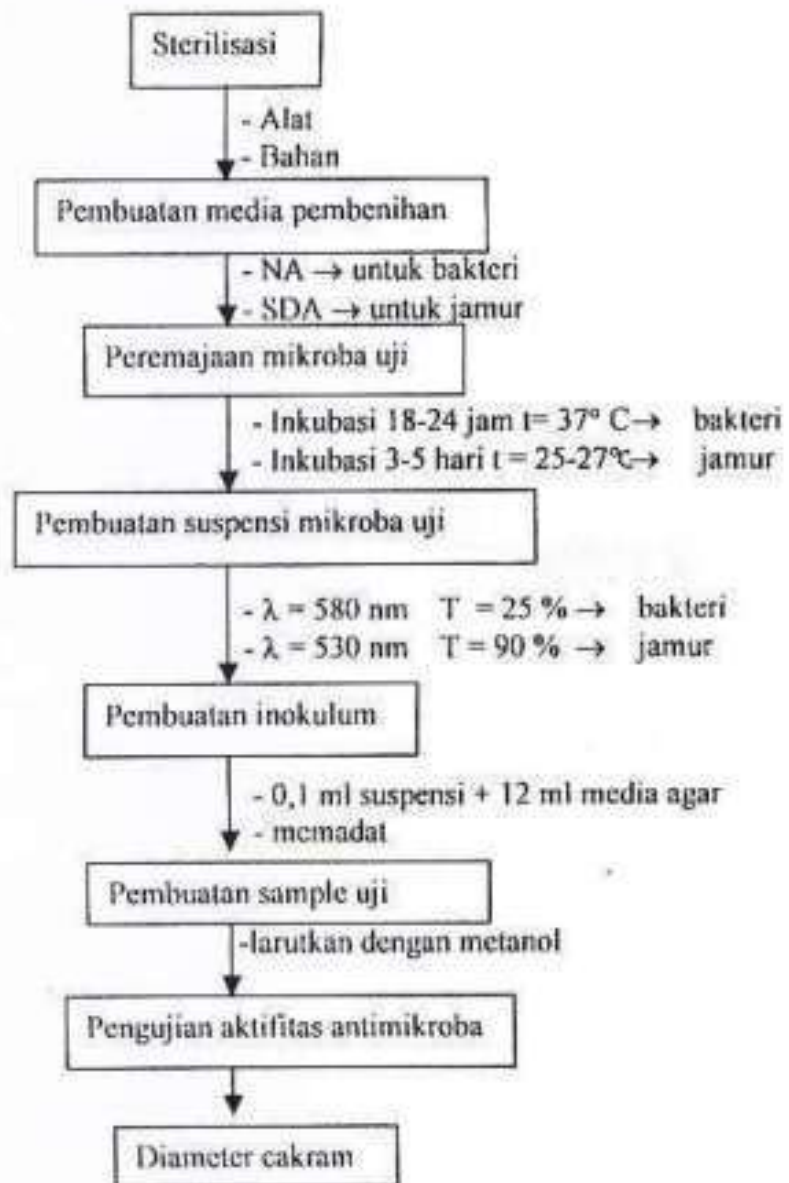 Sterilisasi
- Alat
- Bahan
Pembuatan media pembenihan
- NA → untuk bakteri
- SDA → untuk jamur
Peremajaan mikroba uji
- Inkubasi 18-24 jam t= 37° C→ bakteri
- Inkubasi 3-5 hari t = 25-27℃→ jamur
Pembuatan suspensi mikroba uji
- λ = 580 nm T = 25 % → bakteri
- λ = 530 nm T = 90 % → jamur
Pembuatan inokulum
- 0,1 ml suspensi + 12 ml media agar
- memadat
Pembuatan sample uji
-larutkan dengan metanol
Pengujian aktifitas antimikroba
Diameter cakram